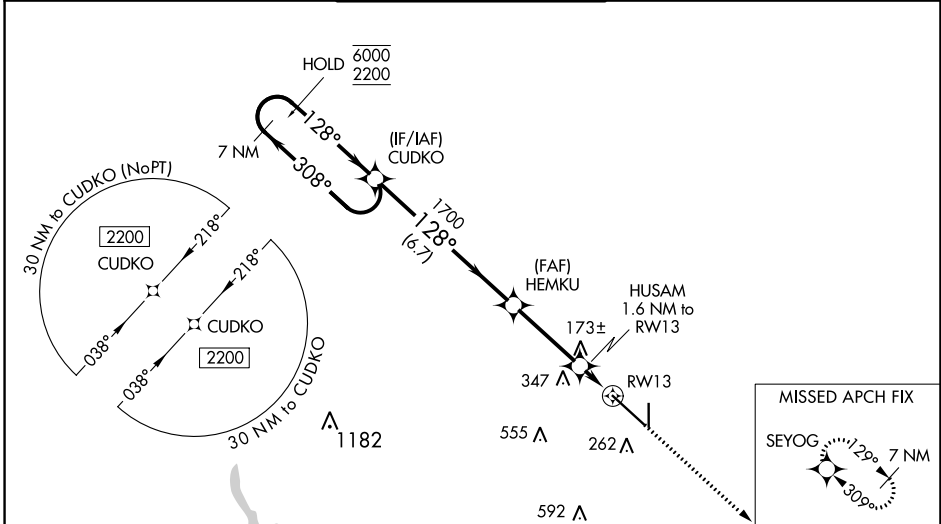 HOLD 6000
2200
7 NM
128°
308°
(IF/IAF)
CUDKO
30 NM to CUDKO (NoPT)
2200
CUDKO
218°
038°
218°
CUDKO
2200
038°
30 NM to CUDKO
1700
128°
(6.7)
(FAF)
HEMKU
HUSAM
1.6 NM to
RW13
173±
347
RW13
555
262
1182
592
MISSED APCH FIX
SEYOG
129°
7 NM
309°